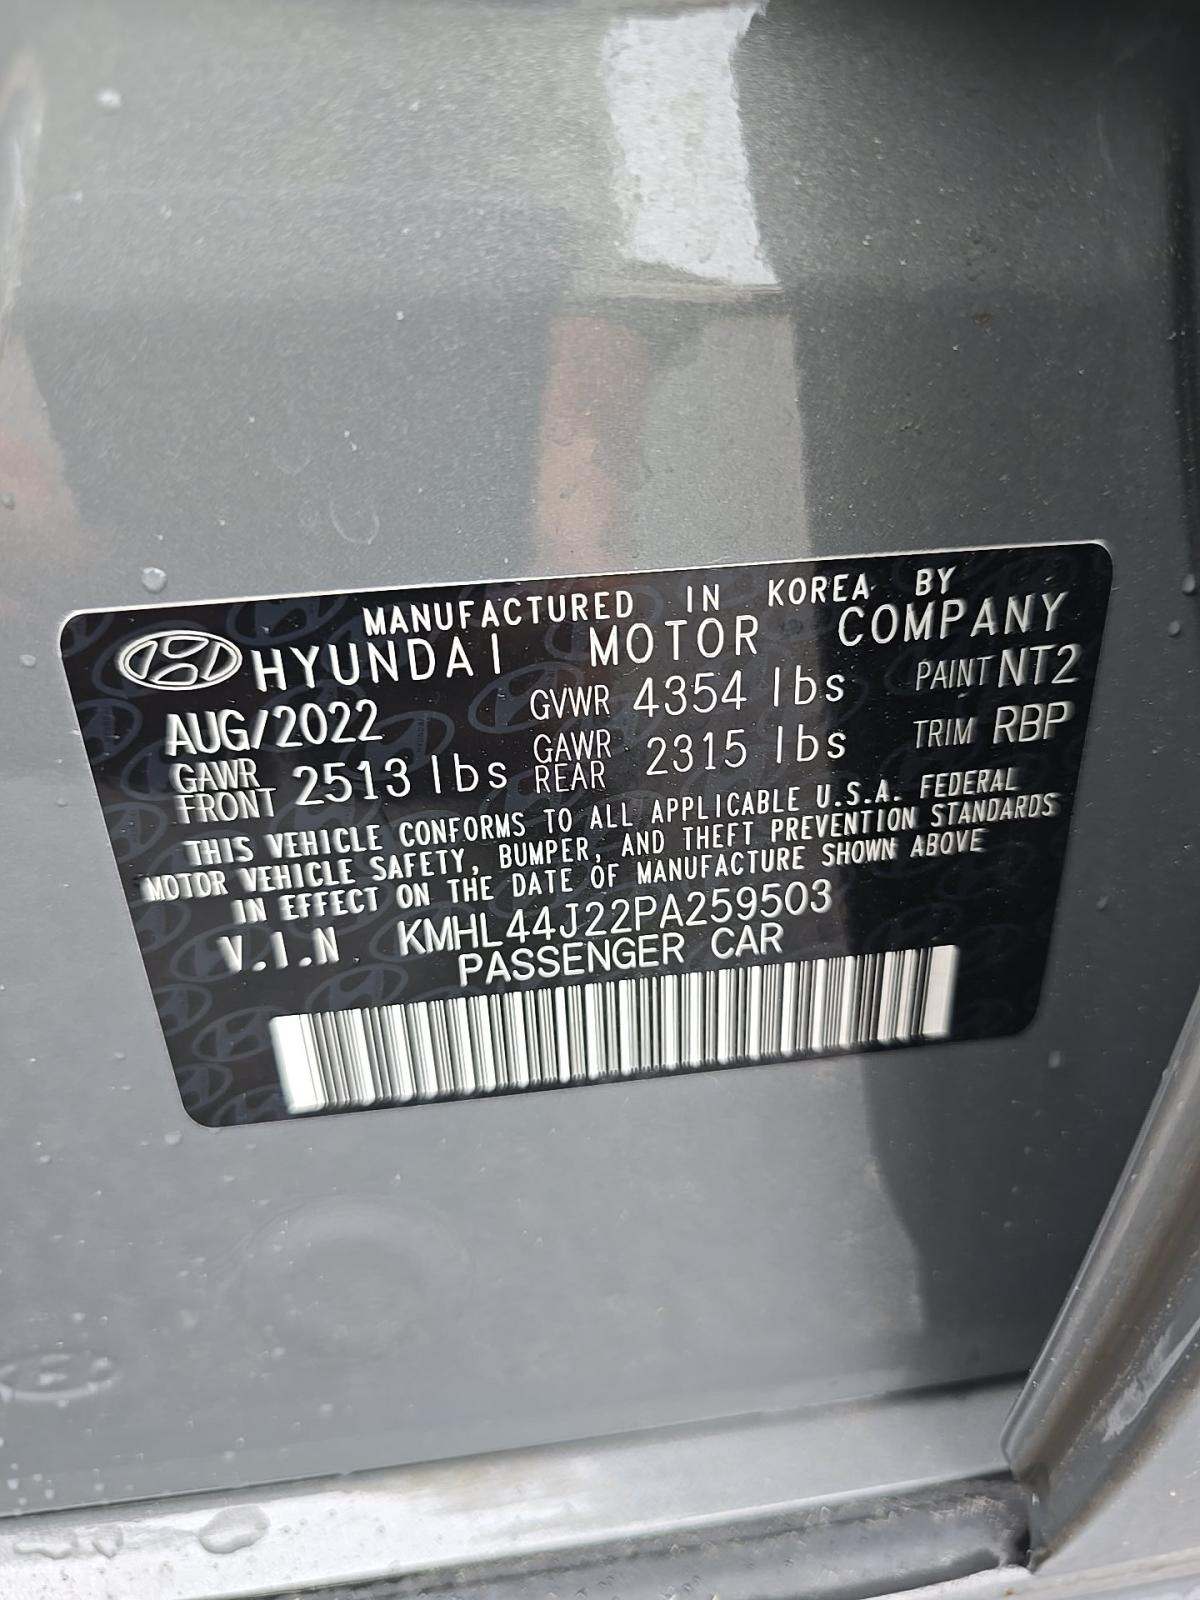 MANUFACTURED IN KOREA BY
HYUNDAI MOTOR COMPANY
AUG/2022 GVWR 4354 lbs PAINT NT2
GAWR FRONT 2513 lbs GAWR REAR 2315 lbs TRIM RBP
THIS VEHICLE CONFORMS TO ALL APPLICABLE U.S.A. FEDERAL
MOTOR VEHICLE SAFETY, BUMPER, AND THEFT PREVENTION STANDARDS
IN EFFECT ON THE DATE OF MANUFACTURE SHOWN ABOVE
V.I.N. KMHL44J22PA259503
PASSENGER CAR